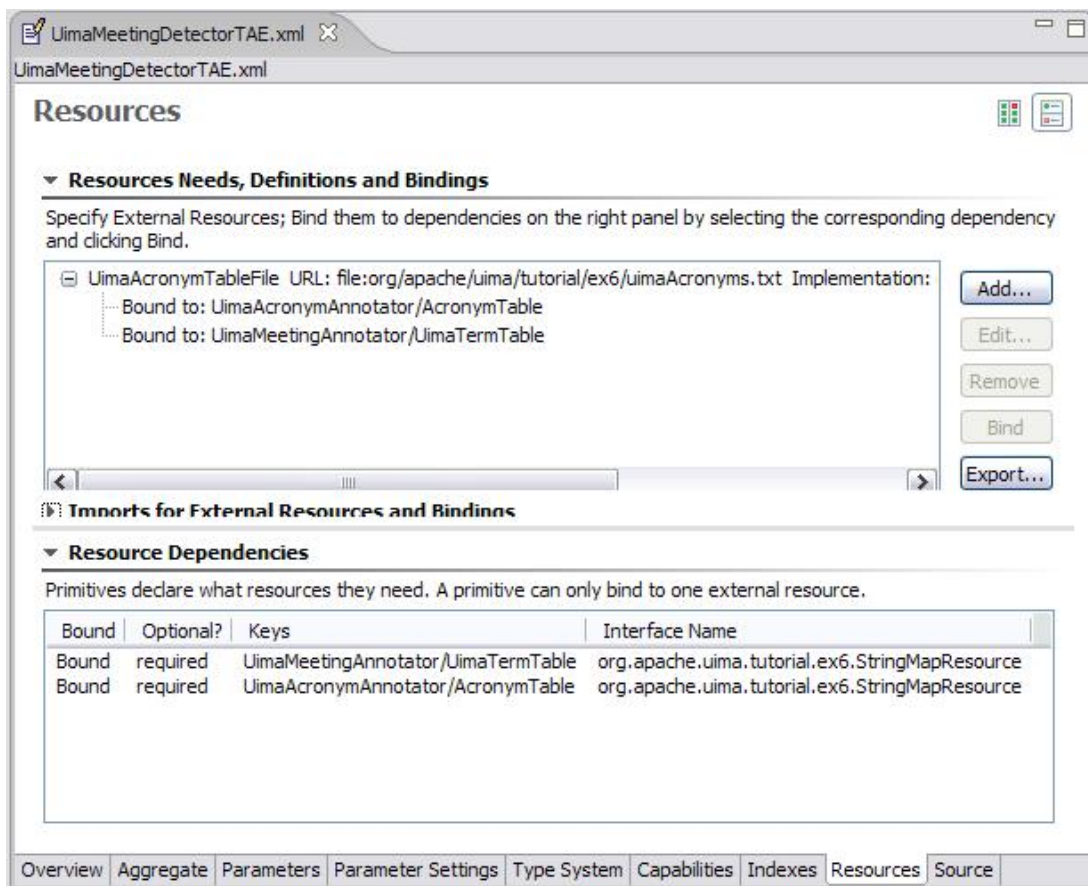 UimaMeetingDetectorTAE.xml
UimaMeetingDetectorTAE.xml
Resources
Resources Needs, Definitions and Bindings
Specify External Resources; Bind them to dependencies on the right panel by selecting the corresponding dependency
and clicking Bind.
UimaAcronymTableFile URL: file:org/apache/uima/tutorial/ex6/uimaAcronyms.txt Implementation:
Bound to: UimaAcronymAnnotator/AcronymTable
Bound to: UimaMeetingAnnotator/UimaTermTable
Add...
Edit...
Remove
Bind
Export...
Imports for External Resources and Bindings
Resource Dependencies
Primitives declare what resources they need. A primitive can only bind to one external resource.
Bound Optional? Keys Interface Name
Bound required UimaMeetingAnnotator/UimaTermTable org.apache.uima.tutorial.ex6.StringMapResource
Bound required UimaAcronymAnnotator/AcronymTable org.apache.uima.tutorial.ex6.StringMapResource
Overview Aggregate Parameters Parameter Settings Type System Capabilities Indexes Resources Source